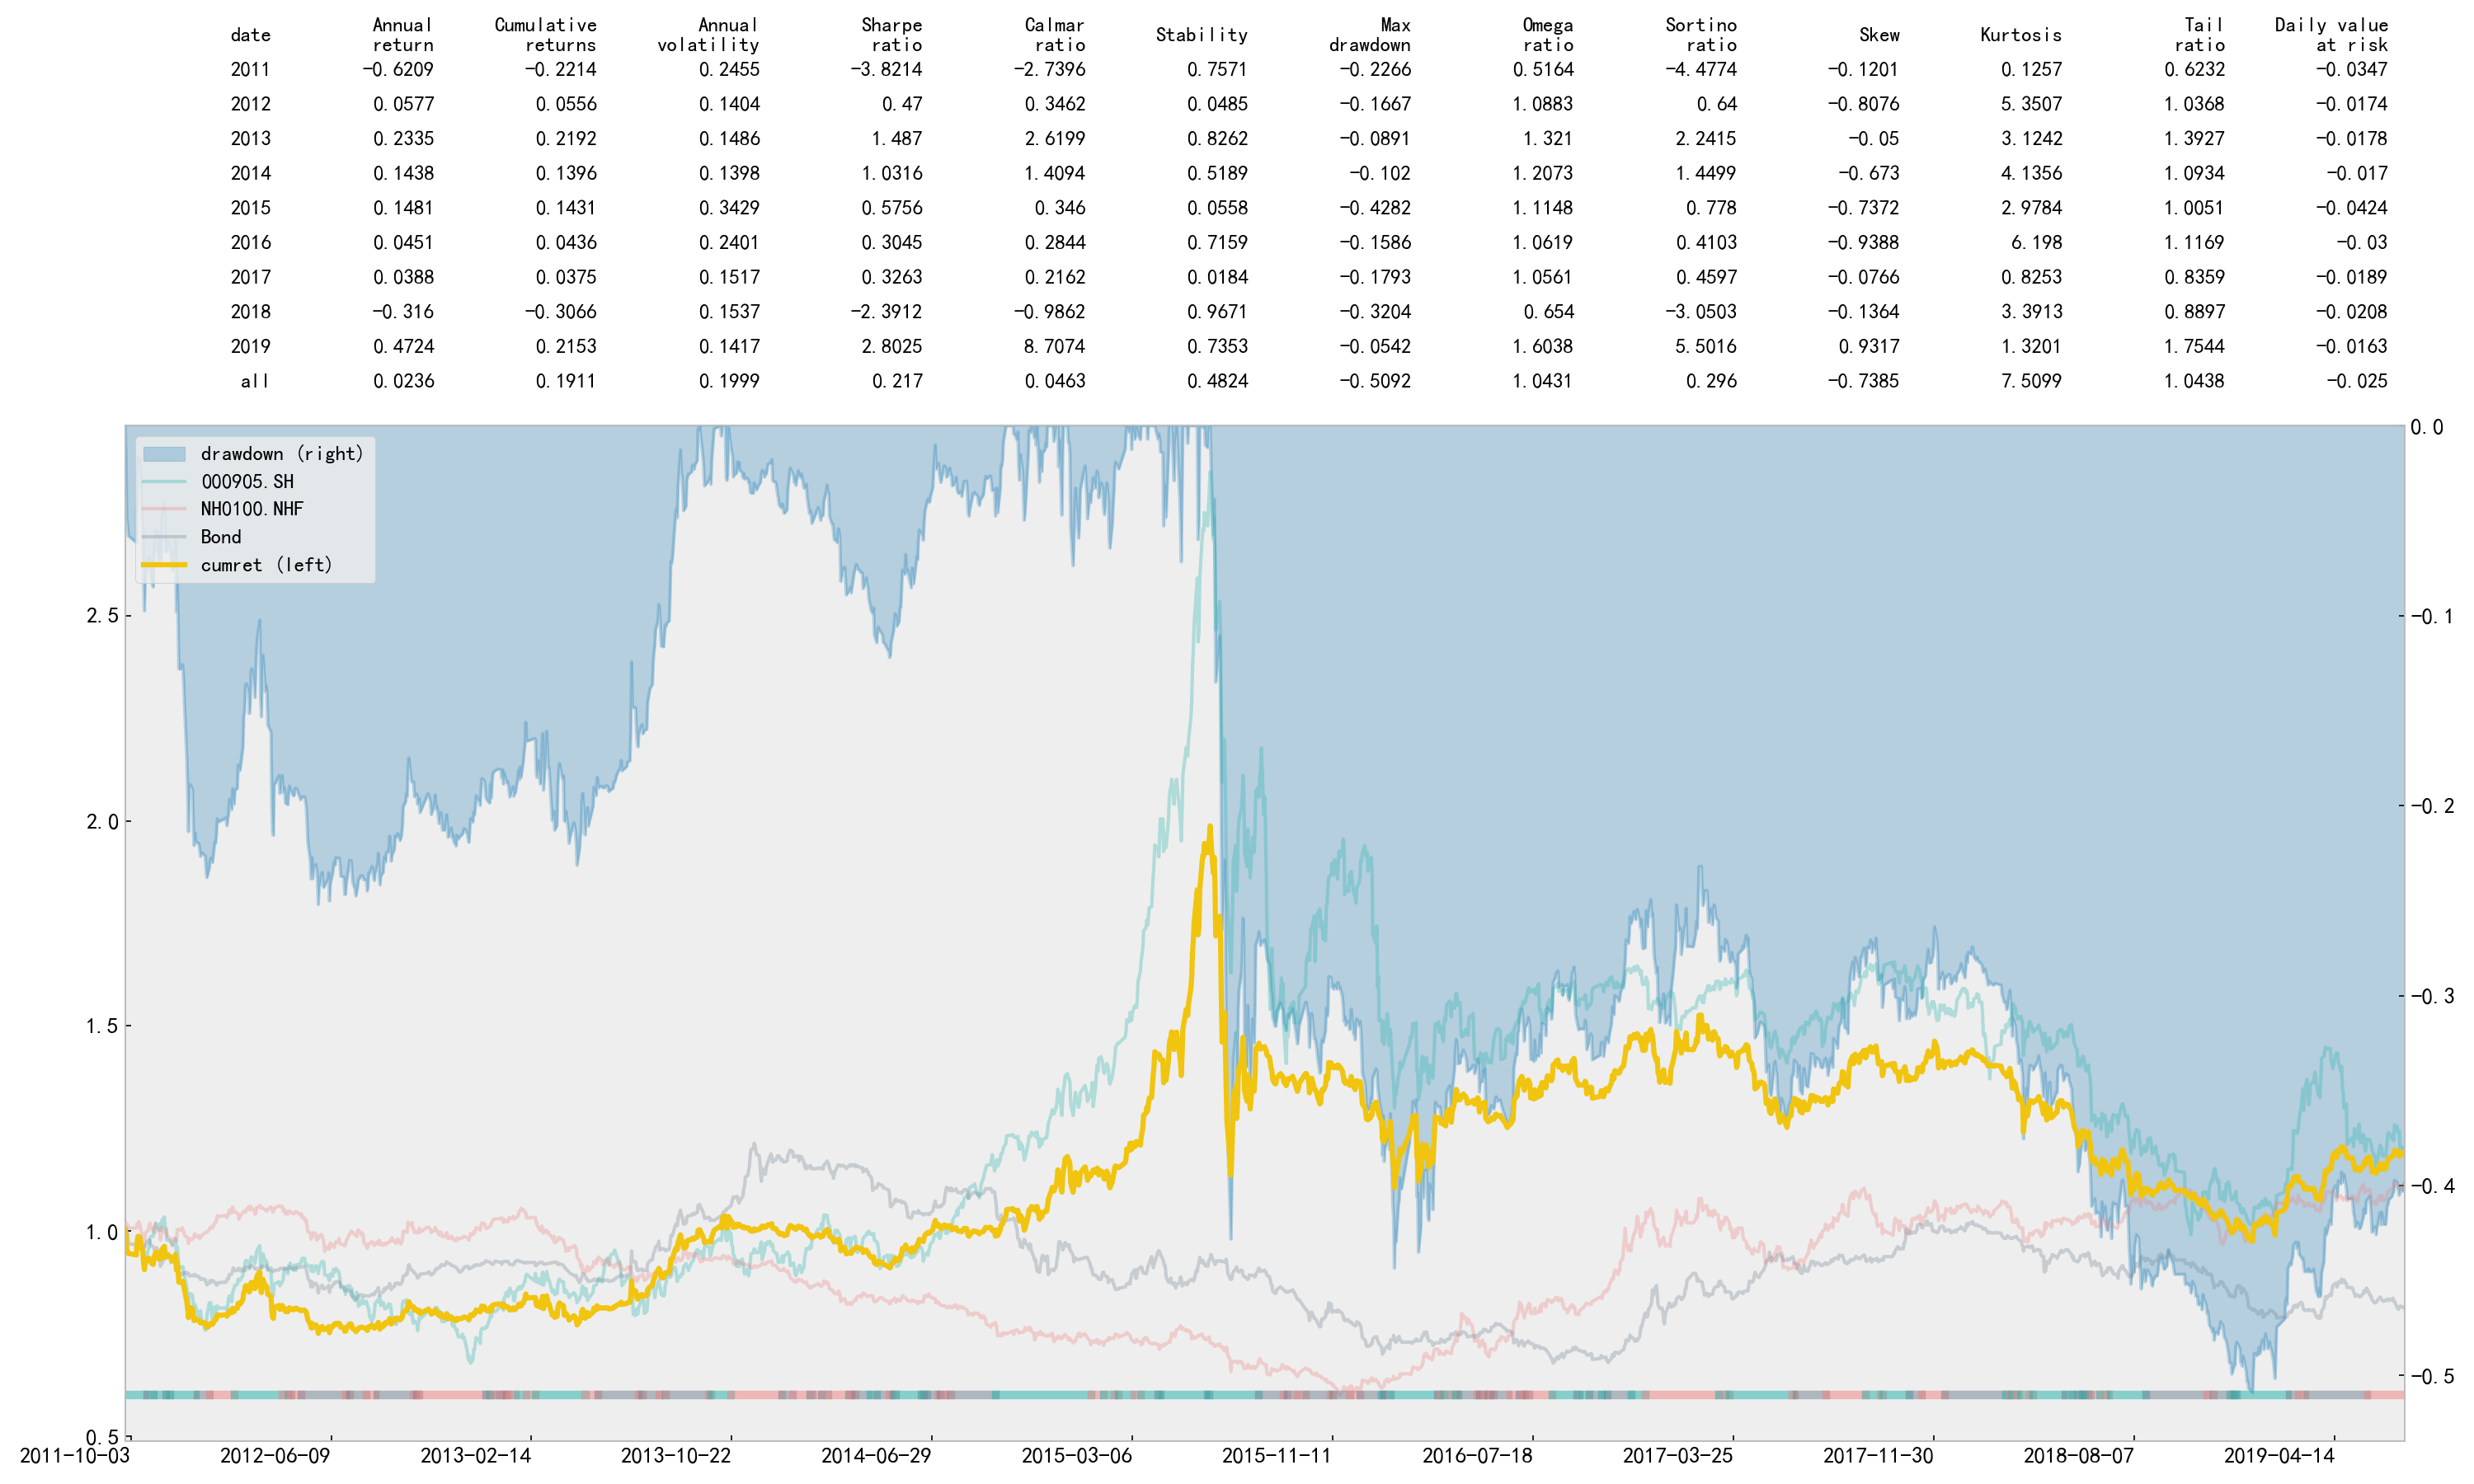 date Annual return Cumulative returns Annual volatility Sharpe ratio Calmar ratio Stability Max drawdown Omega ratio Sortino ratio Skew Kurtosis Tail ratio Daily value at risk
2011 -0.6209 -0.2214 0.2455 -3.8214 -2.7396 0.7571 -0.2266 0.5164 -4.4774 -0.1201 0.1257 0.6232 -0.0347
2012 0.0577 0.0556 0.1404 0.47 0.3462 0.0485 -0.1667 1.0883 0.64 -0.8076 5.3507 1.0368 -0.0174
2013 0.2335 0.2192 0.1486 1.487 2.6199 0.8262 -0.0891 1.321 2.2415 -0.05 3.1242 1.3927 -0.0178
2014 0.1438 0.1396 0.1398 1.0316 1.4094 0.5189 -0.102 1.2073 1.4499 -0.673 4.1356 1.0934 -0.017
2015 0.1481 0.1431 0.3429 0.5756 0.346 0.0558 -0.4282 1.1148 0.778 -0.7372 2.9784 1.0051 -0.0424
2016 0.0451 0.0436 0.2401 0.3045 0.2844 0.7159 -0.1586 1.0619 0.4103 -0.9388 6.198 1.1169 -0.03
2017 0.0388 0.0375 0.1517 0.3263 0.2162 0.0184 -0.1793 1.0561 0.4597 -0.0766 0.8253 0.8359 -0.0189
2018 -0.316 -0.3066 0.1537 -2.3912 -0.9862 0.9671 -0.3204 0.654 -3.0503 -0.1364 3.3913 0.8897 -0.0208
2019 0.4724 0.2153 0.1417 2.8025 8.7074 0.7353 -0.0542 1.6038 5.5016 0.9317 1.3201 1.7544 -0.0163
all 0.0236 0.1911 0.1999 0.217 0.0463 0.4824 -0.5092 1.0431 0.296 -0.7385 7.5099 1.0438 -0.025
drawdown (right)
000905.SH
NH0100.NHF
Bond
cumret (left)
2.5
2.0
1.5
1.0
0.5
0.0
-0.1
-0.2
-0.3
-0.4
-0.5
2011-10-03 2012-06-09 2013-02-14 2013-10-22 2014-06-29 2015-03-06 2015-11-11 2016-07-18 2017-03-25 2017-11-30 2018-08-07 2019-04-14